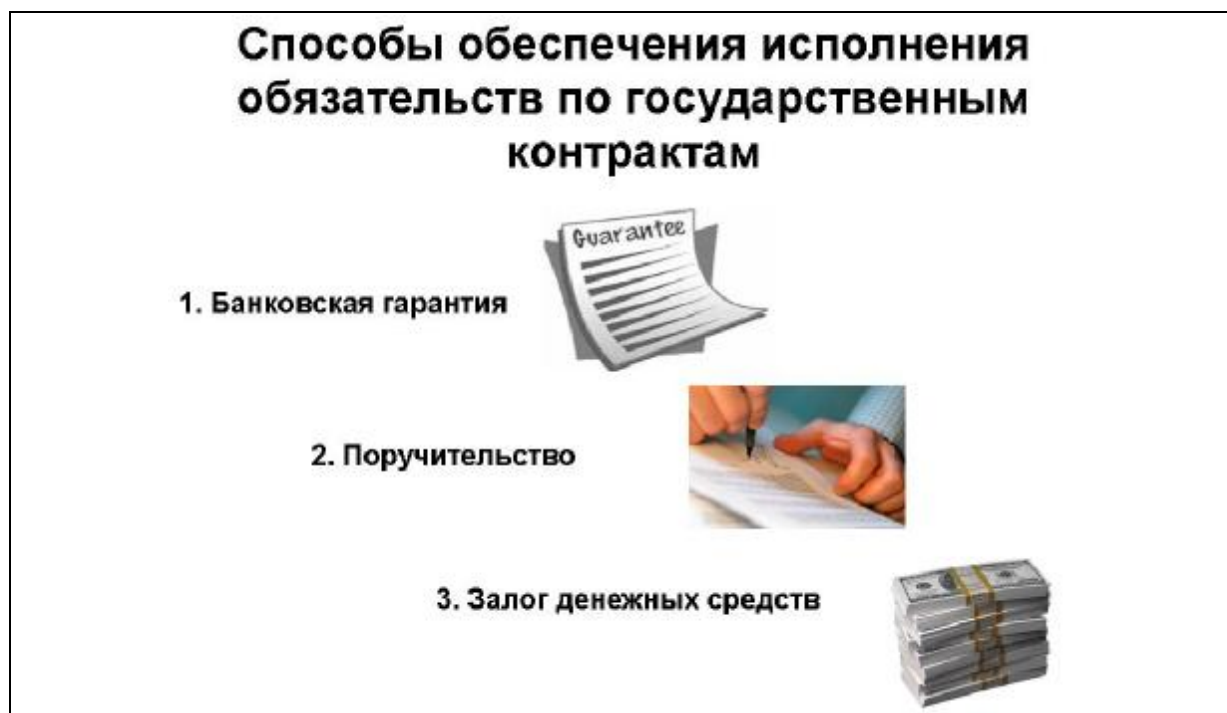 Способы обеспечения исполнения
обязательств по государственным
контрактам
Guarantee
1. Банковская гарантия
2. Поручительство
3. Залог денежных средств